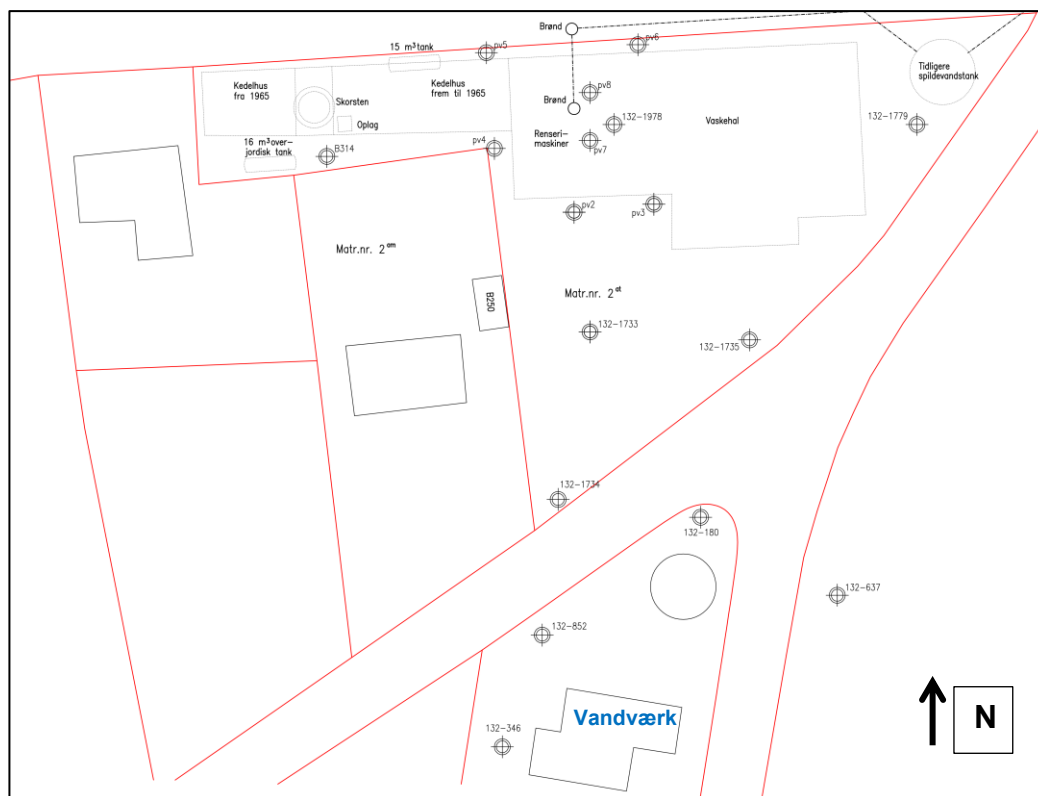 Brønd
pv6
15 m³tank
pv5
Tidligere
spildevandstank
Kedelhus
fra 1965
Kedelhus
frem til 1965
pv8
Skorsten
Brønd
Oplag
132-1978
Vaskehal
132-1779
Renseri-
maskiner
16 m³over-
jordisk tank
B314
pv4
pv7
pv2
pv3
Matr.nr. 2am
B250
Matr.nr. 2at
132-1733
132-1735
132-1734
132-180
132-637
132-852
Vandværk
N
132-346